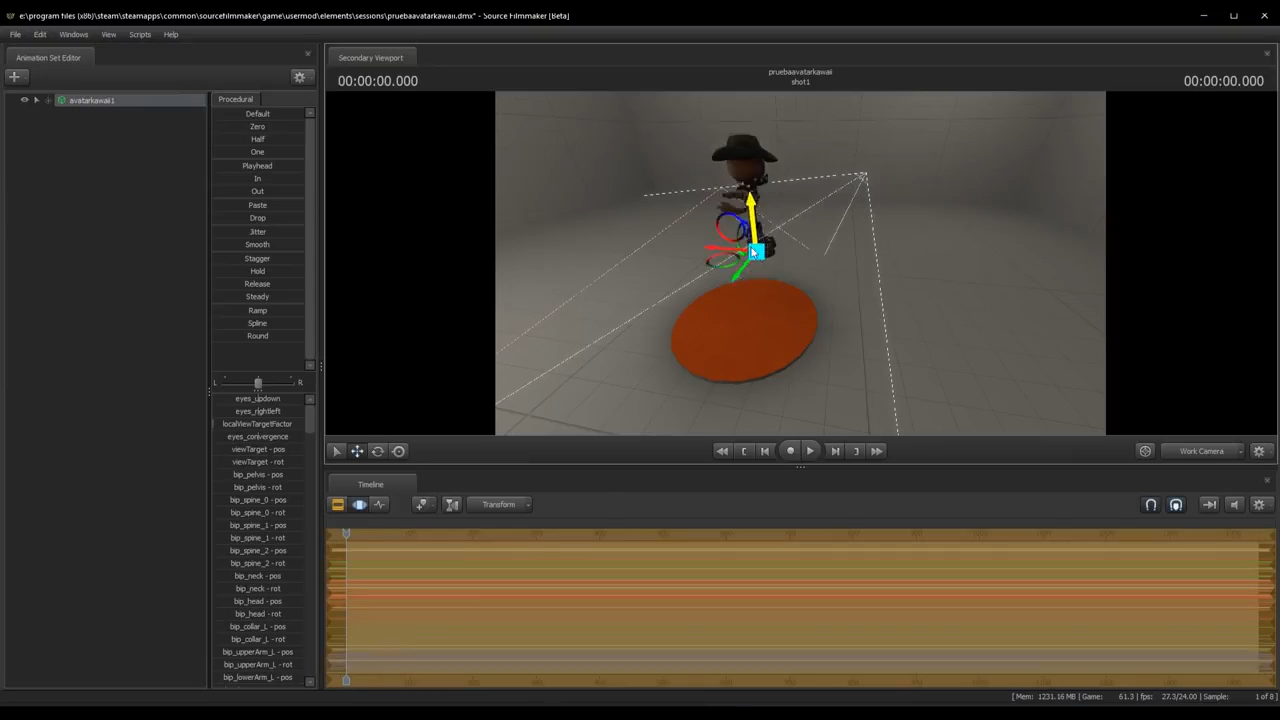 e:\program files (x86)\steam\steamapps\common\sourcefilmmaker\game\usermod\elements\sessions\pruebaavatarkawaii.dmx* - Source Filmmaker [Beta]
File Edit Windows View Scripts Help
Animation Set Editor
Secondary Viewport
00:00:00.000
pruebaavatarkawaii
shot1
00:00:00.000
avatarkawaii1
Procedural
Default
Zero
Half
One
Playhead
In
Out
Paste
Drop
Jitter
Smooth
Stagger
Hold
Release
Steady
Ramp
Spline
Round
L R
eyes_updown
eyes_rightleft
localViewTargetFactor
eyes_convergence
viewTarget - pos
viewTarget - rot
bip_pelvis - pos
bip_pelvis - rot
bip_spine_0 - pos
bip_spine_0 - rot
bip_spine_1 - pos
bip_spine_1 - rot
bip_spine_2 - pos
bip_spine_2 - rot
bip_neck - pos
bip_neck - rot
bip_head - pos
bip_head - rot
bip_collar_L - pos
bip_collar_L - rot
bip_upperArm_L - pos
bip_upperArm_L - rot
bip_lowerArm_L - pos
Work Camera
Timeline
Transform
[ Mem: 1231.16 MB | Game: 61.3 | fps: 27.3/24.00 | Sample: 1 of 8 ]